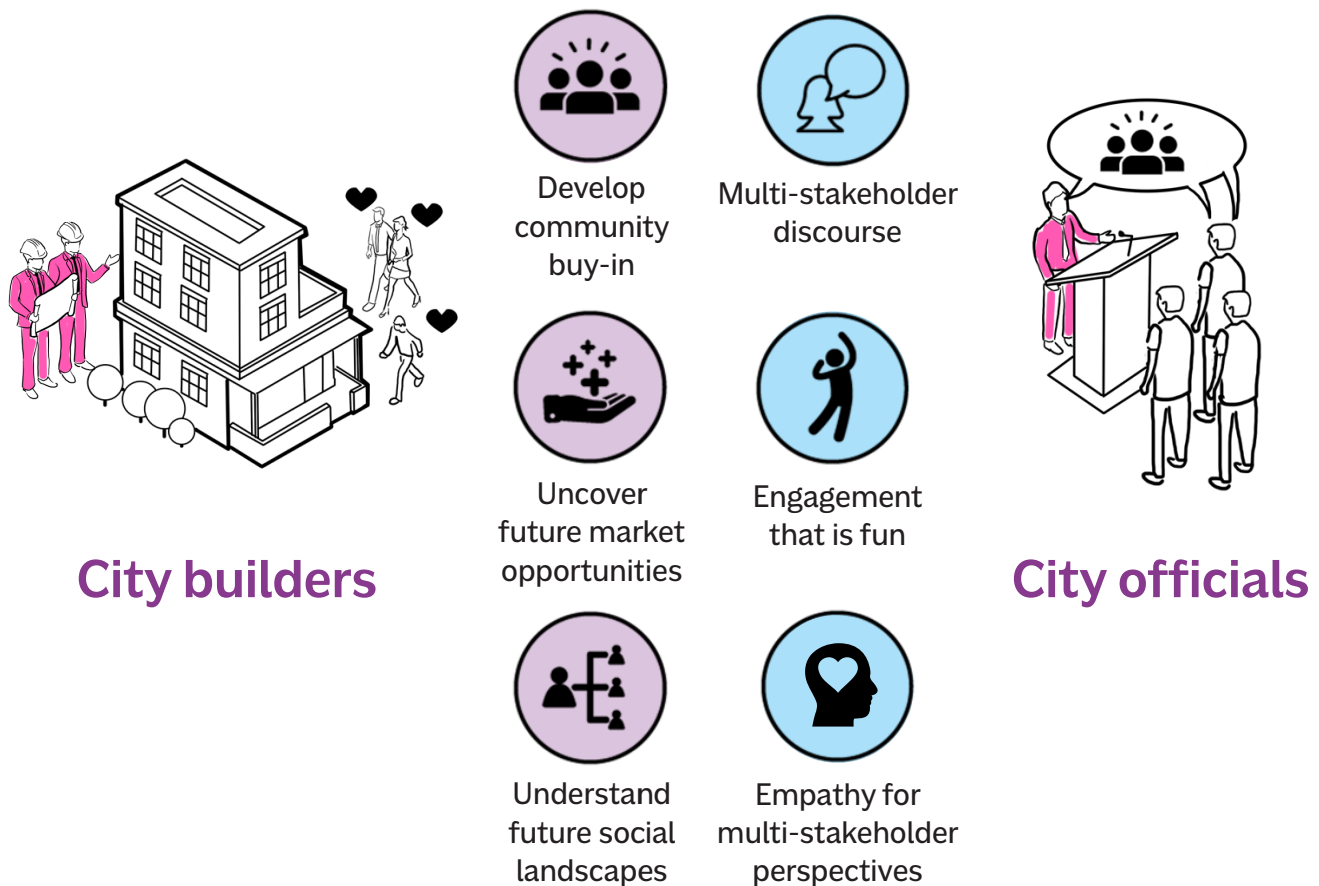 Develop
community
buy-in
Multi-stakeholder
discourse
Uncover
future market
opportunities
Engagement
that is fun
City builders
City officials
Understand
future social
landscapes
Empathy for
multi-stakeholder
perspectives